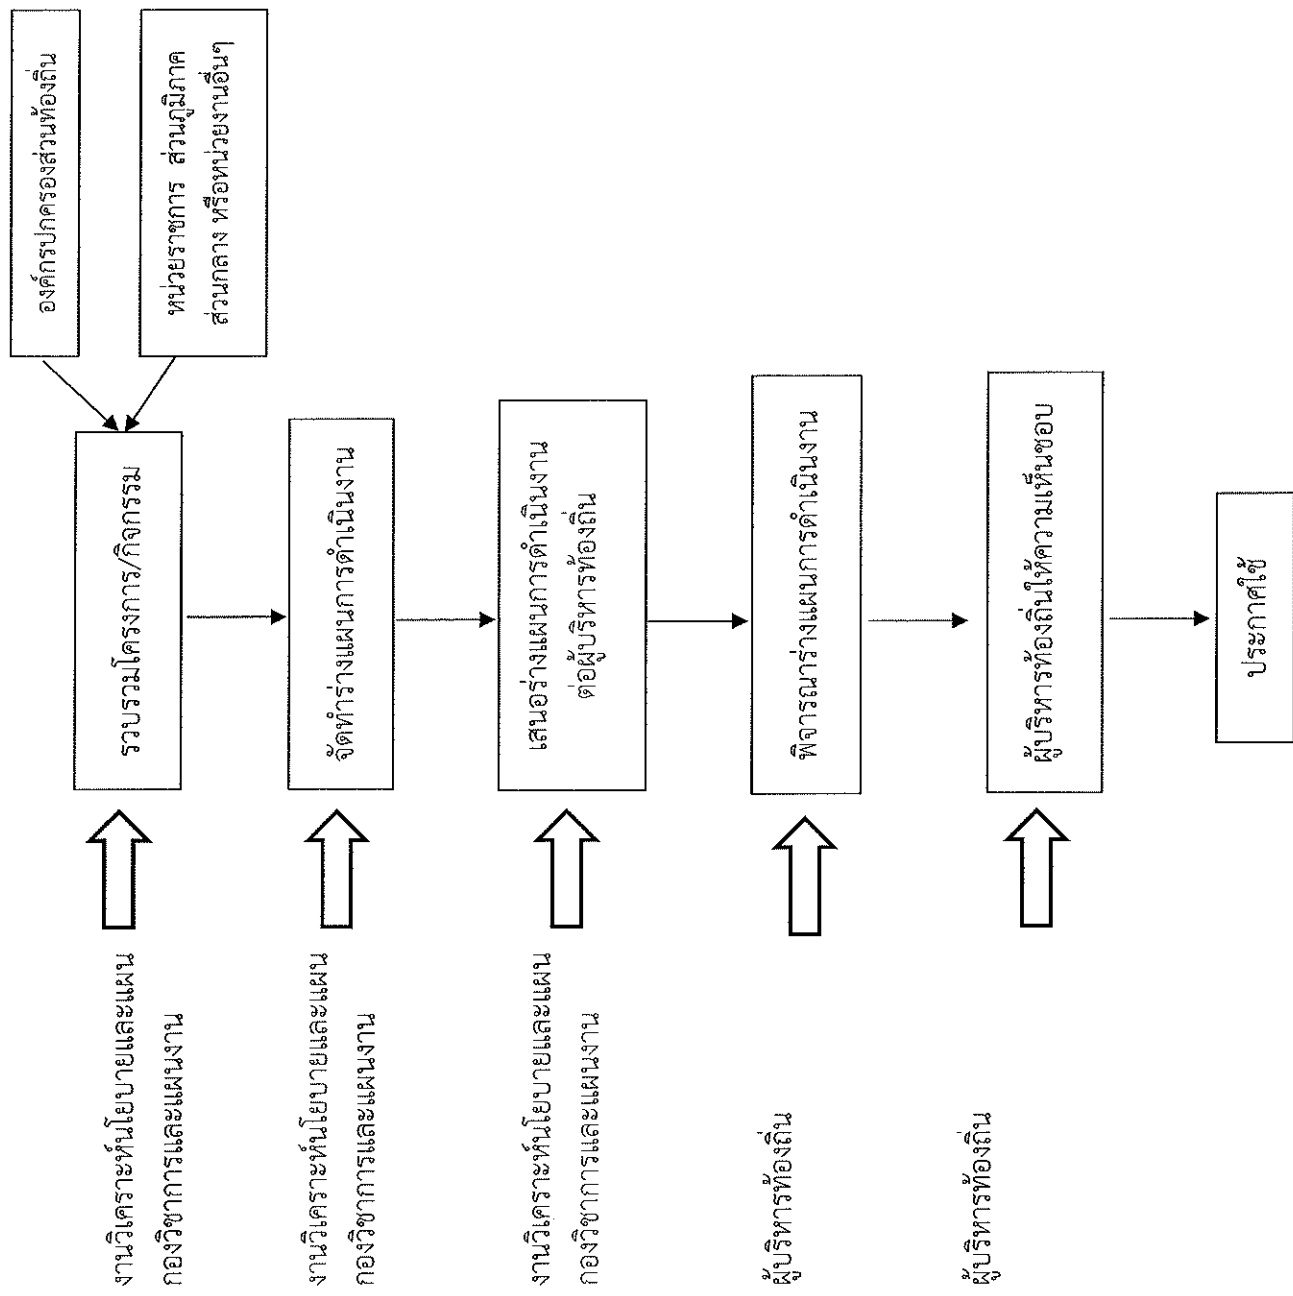 องค์กรปกครองส่วนท้องถิ่น
หน่วยราชการ ส่วนภูมิภาค
ส่วนกลาง หรือหน่วยงานอื่นๆ
งานวิเคราะห์นโยบายและแผน
กองวิชาการและแผนงาน
รวบรวมโครงการ/กิจกรรม
งานวิเคราะห์นโยบายและแผน
กองวิชาการและแผนงาน
จัดทำร่างแผนการดำเนินงาน
งานวิเคราะห์นโยบายและแผน
กองวิชาการและแผนงาน
เสนอร่างแผนการดำเนินงาน
ต่อผู้บริหารท้องถิ่น
ผู้บริหารท้องถิ่น
พิจารณาร่างแผนการดำเนินงาน
ผู้บริหารท้องถิ่น
ผู้บริหารท้องถิ่นให้ความเห็นชอบ
ประกาศใช้